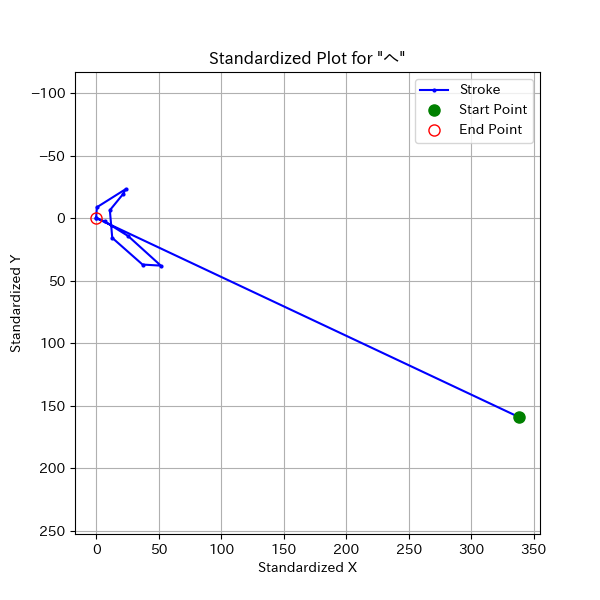 Standardized Plot for "へ"
Stroke
Start Point
End Point
−100
−50
0
50
100
150
200
250
Standardized Y
0 50 100 150 200 250 300 350
Standardized X